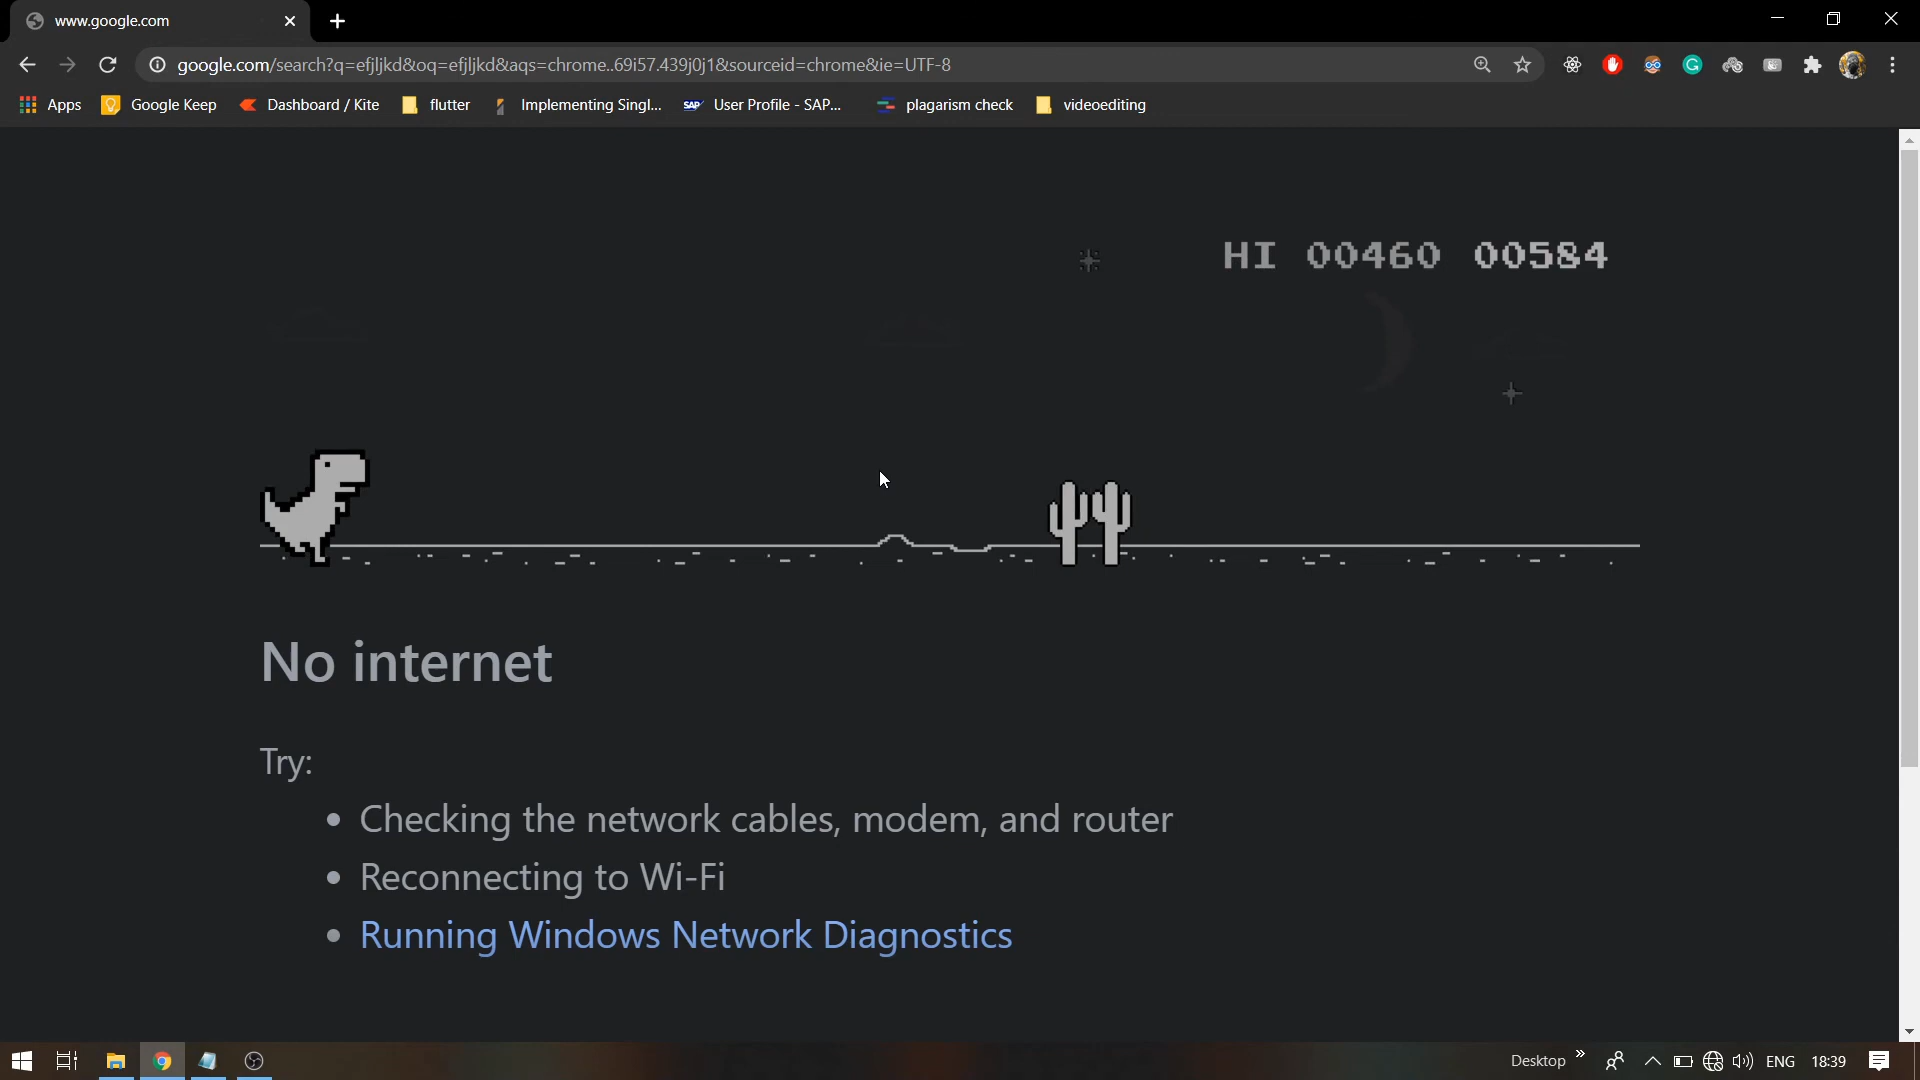 www.google.com
google.com/search?q=efjljkd&oq=efjljkd&aqs=chrome..69i57.439j0j1&sourceid=chrome&ie=UTF-8
Apps Google Keep Dashboard / Kite flutter Implementing Singl... SAP User Profile - SAP... plagarism check videoediting
HI 00460 00584
No internet
Try:
• Checking the network cables, modem, and router
• Reconnecting to Wi-Fi
• Running Windows Network Diagnostics
Desktop » ENG 18:39